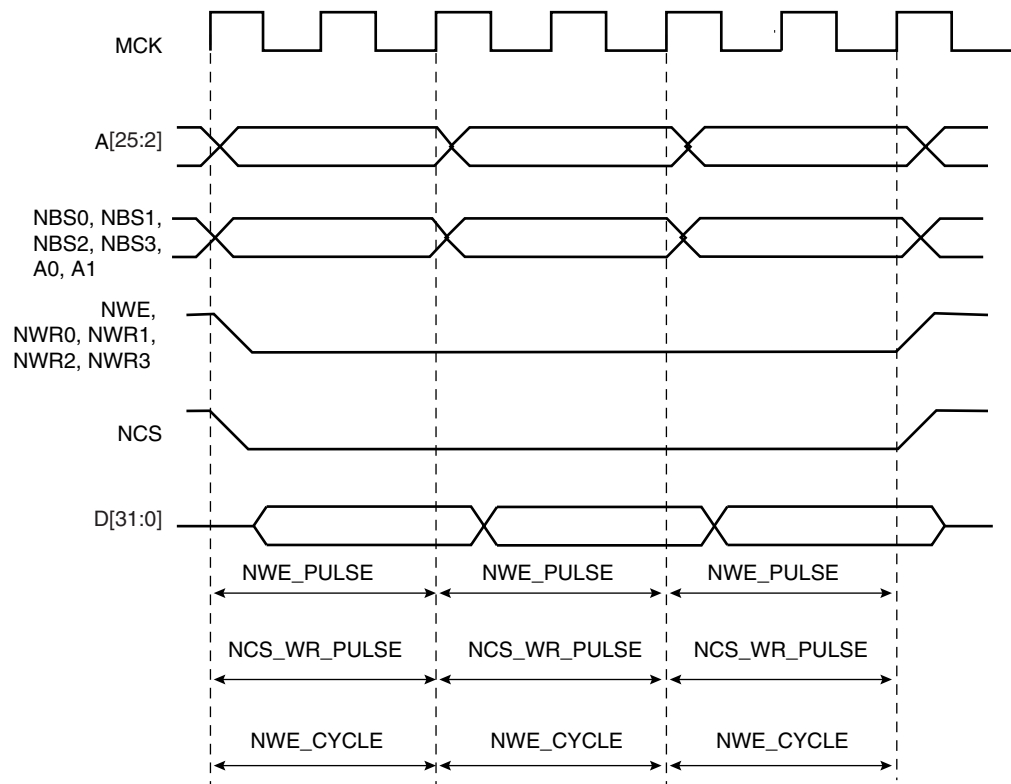 MCK
A[25:2]
NBS0, NBS1,
NBS2, NBS3,
A0, A1
NWE,
NWR0, NWR1,
NWR2, NWR3
NCS
D[31:0]
NWE_PULSE NWE_PULSE NWE_PULSE
NCS_WR_PULSE NCS_WR_PULSE NCS_WR_PULSE
NWE_CYCLE NWE_CYCLE NWE_CYCLE